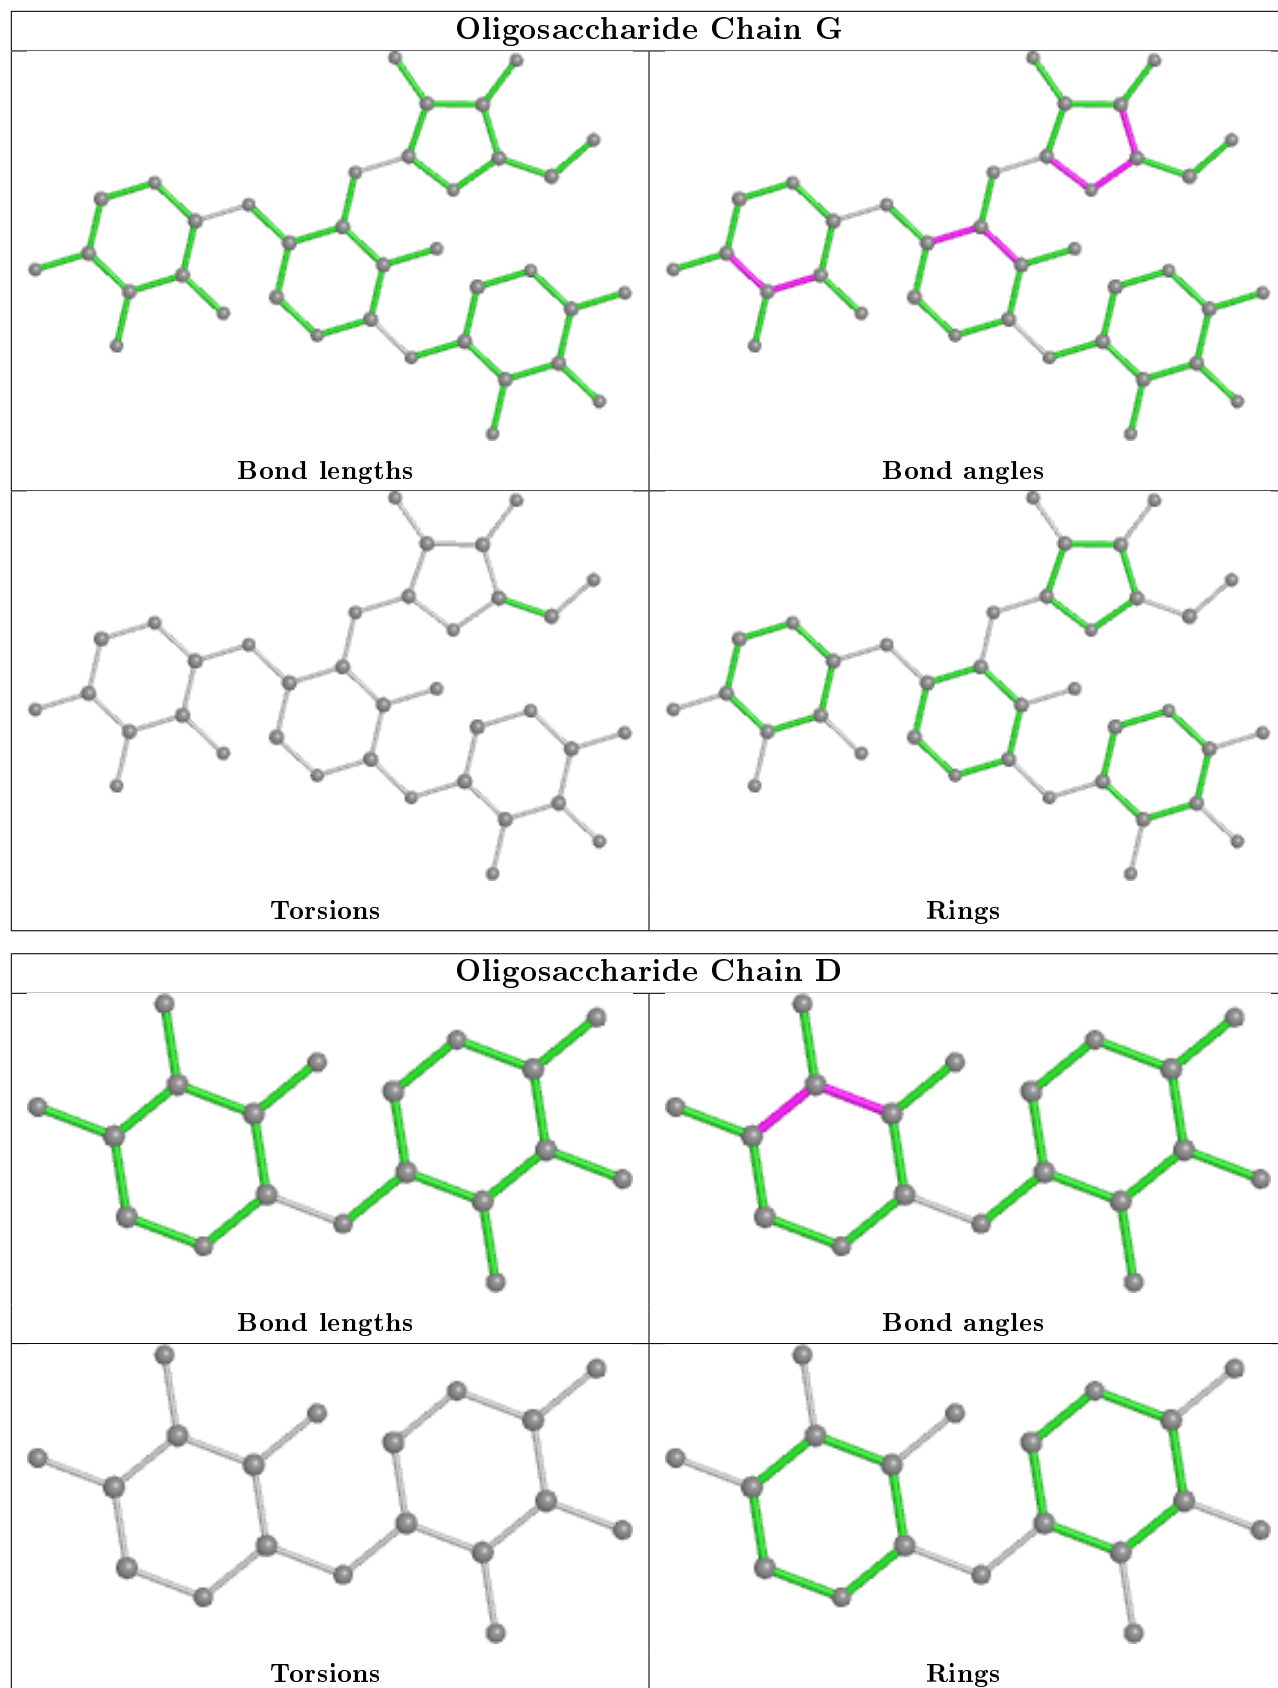 Oligosaccharide Chain G
Bond lengths
Bond angles
Torsions
Rings
Oligosaccharide Chain D
Bond lengths
Bond angles
Torsions
Rings